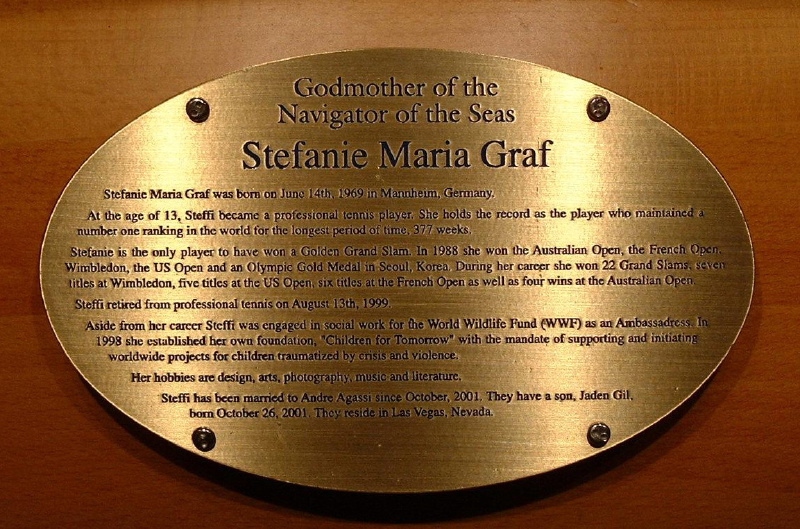 Godmother of the
Navigator of the Seas
Stefanie Maria Graf
Stefanie Maria Graf was born on June 14th, 1969 in Mannheim, Germany.
At the age of 13, Steffi became a professional tennis player. She holds the record as the player who maintained a
number one ranking in the world for the longest period of time, 377 weeks.
Stefanie is the only player to have won a Golden Grand Slam. In 1988 she won the Australian Open, the French Open,
Wimbledon, the US Open and an Olympic Gold Medal in Seoul, Korea. During her career she won 22 Grand Slams: seven
titles at Wimbledon, five titles at the US Open, six titles at the French Open as well as four wins at the Australian Open.
Steffi retired from professional tennis on August 13th, 1999.
Aside from her career Steffi was engaged in social work for the World Wildlife Fund (WWF) as an Ambassadress. In
1998 she established her own foundation, "Children for Tomorrow" with the mandate of supporting and initiating
worldwide projects for children traumatized by crisis and violence.
Her hobbies are design, arts, photography, music and literature.
Steffi has been married to Andre Agassi since October, 2001. They have a son, Jaden Gil,
born October 26, 2001. They reside in Las Vegas, Nevada.